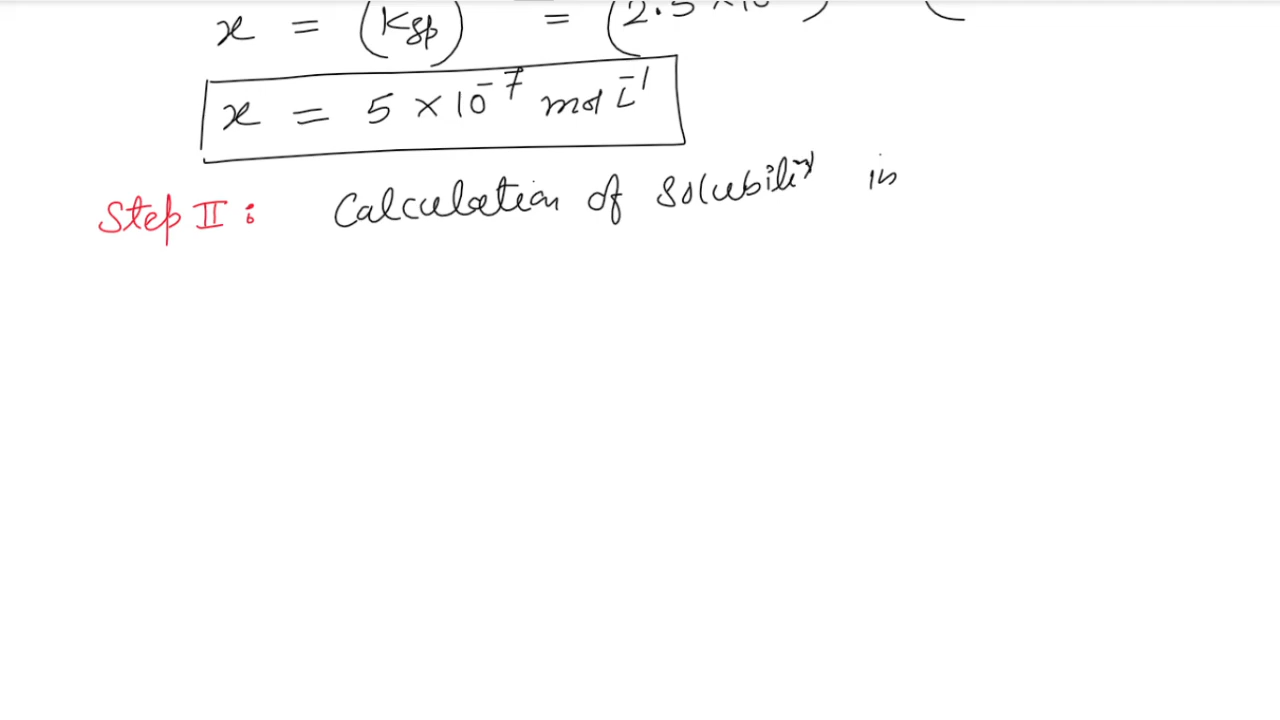 x = (Ksp) = (2.5 × 10 ) (
x = 5 × 10⁻⁷ mol L⁻¹
Step II : Calculation of Solubility in